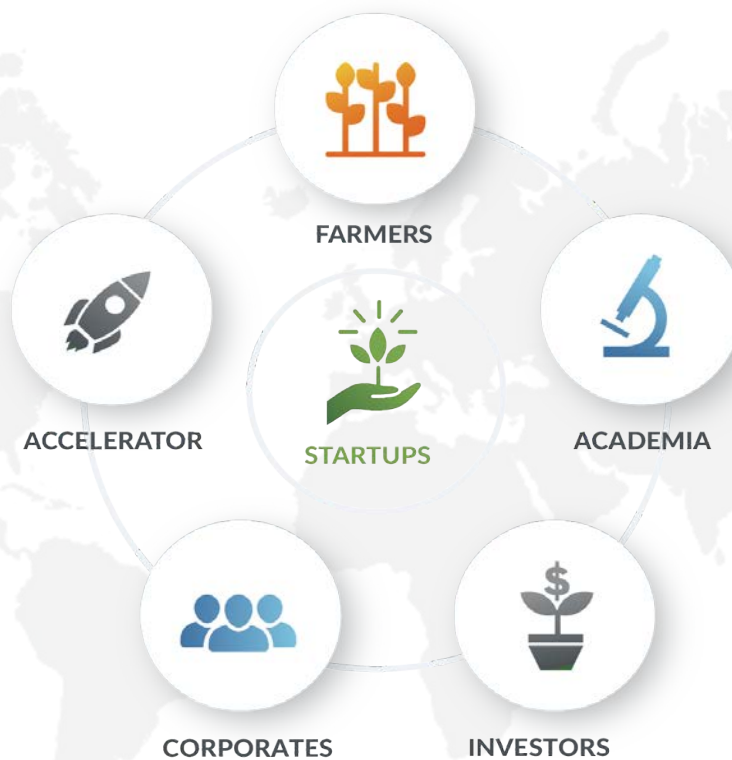 FARMERS
ACCELERATOR
STARTUPS
ACADEMIA
$
CORPORATES
INVESTORS